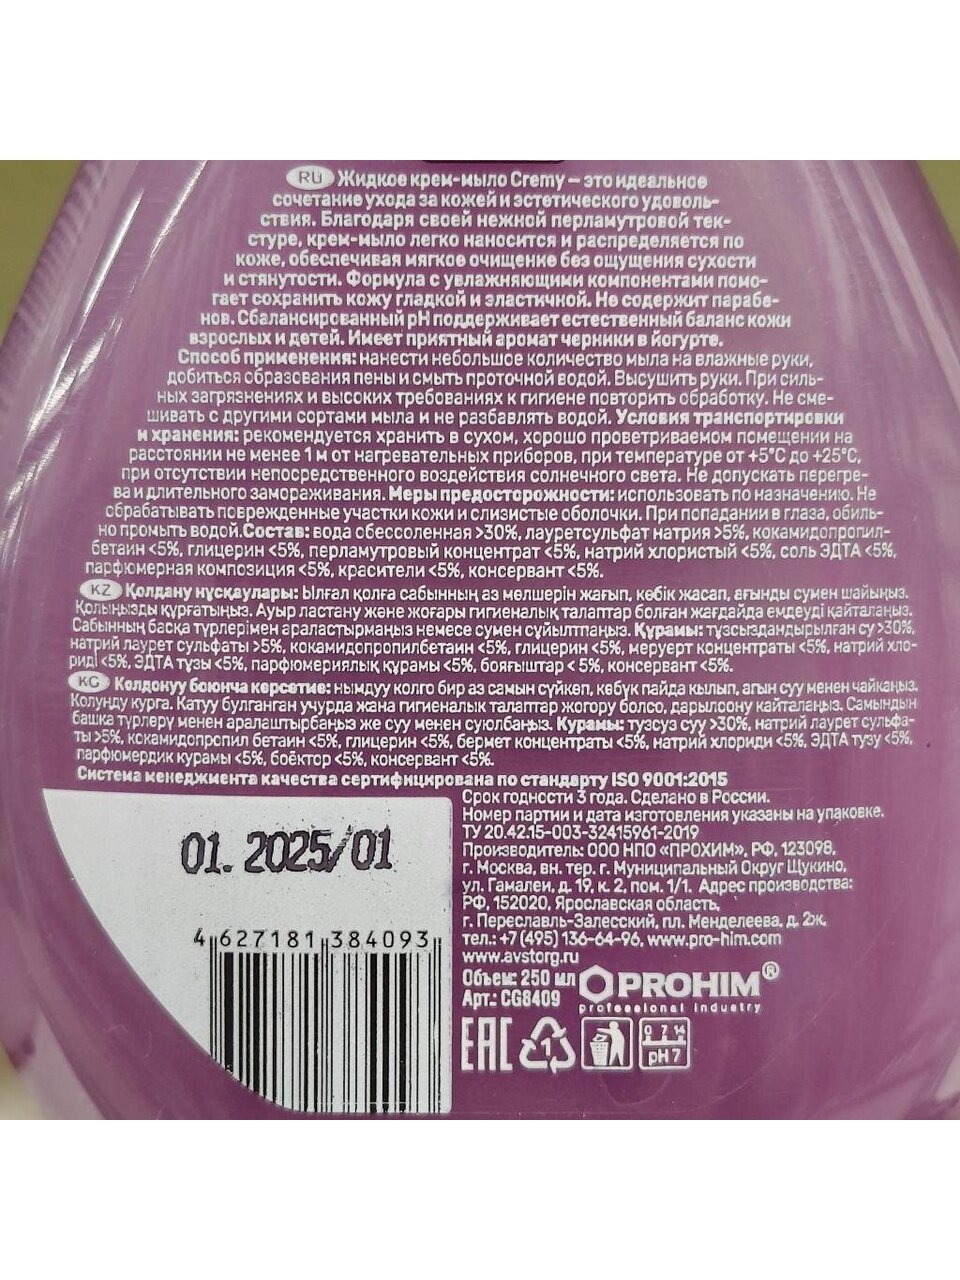 RU Жидкое крем-мыло Cremy – это идеальное
сочетание ухода за кожей и эстетического удоволь-
ствия. Благодаря своей нежной перламутровой тек-
стуре, крем-мыло легко наносится и распределяется по
коже, обеспечивая мягкое очищение без ощущения сухости
и стянутости. Формула с увлажняющими компонентами помо-
гает сохранить кожу гладкой и эластичной. Не содержит парабе-
нов. Сбалансированный pH поддерживает естественный баланс кожи
взрослых и детей. Имеет приятный аромат черники в йогурте.
Способ применения: нанести небольшое количество мыла на влажные руки,
добиться образования пены и смыть проточной водой. Высушить руки. При силь-
ных загрязнениях и высоких требованиях к гигиене повторить обработку. Не сме-
шивать с другими сортами мыла и не разбавлять водой. Условия транспортировки
и хранения: рекомендуется хранить в сухом, хорошо проветриваемом помещении на
расстоянии не менее 1 м от нагревательных приборов, при температуре от +5°C до +25°C,
при отсутствии непосредственного воздействия солнечного света. Не допускать перегре-
ва и длительного замораживания. Меры предосторожности: использовать по назначению. Не
обрабатывать поврежденные участки кожи и слизистые оболочки. При попадании в глаза, обиль-
но промыть водой.Состав: вода обессоленная >30%, лауретсульфат натрия >5%, кокамидопропил-
бетаин <5%, глицерин <5%, перламутровый концентрат <5%, натрий хлористый <5%, соль ЭДТА <5%,
парфюмерная композиция <5%, красители <5%, консервант <5%.
KZ Қолдану нұсқаулары: Ылғал қолға сабынның аз мөлшерін жағып, көбік жасап, ағынды сумен шайыңыз.
Қолыңызды құрғатыңыз. Ауыр ластану және жоғары гигиеналық талаптар болған жағдайда емдеуді қайталаңыз.
Сабынның басқа түрлерімен араластырмаңыз немесе сумен сұйылтпаңыз. Құрамы: тұзсыздандырылған су >30%,
натрий лаурет сульфаты >5%, кокамидопропилбетаин <5%, глицерин <5%, меруерт концентраты <5%, натрий хло-
риді <5%, ЭДТА тұзы <5%, парфюмериялық құрамы <5%, бояғыштар < 5%, консервант <5%.
KG Колдонуу боюнча көрсөтмө: нымдуу колго бир аз самын сүйкөп, көбүк пайда кылып, агын суу менен чайкаңыз.
Колунду курга. Катуу булганган учурда жана гигиеналык талаптар жогору болсо, дарылоону кайталаңыз. Самындын
башка түрлөрү менен аралаштырбаңыз же суу менен суюлбаңыз. Курамы: тузсуз суу >30%, натрий лаурет сульфа-
ты >5%, кокамидопропил бетаин <5%, глицерин <5%, бермет концентраты <5%, натрий хлориди <5%, ЭДТА тузу <5%,
парфюмердик курамы <5%, боёктор <5%, консервант <5%.
Система менеджмента качества сертифицирована по стандарту ISO 9001:2015
Срок годности 3 года. Сделано в России.
Номер партии и дата изготовления указаны на упаковке.
ТУ 20.42.15-003-32415961-2019
Производитель: ООО НПО «ПРОХИМ», РФ, 123098,
г. Москва, вн. тер. г. Муниципальный Округ Щукино,
ул. Гамалеи, д. 19, к. 2, пом. 1/1. Адрес производства:
РФ, 152020, Ярославская область,
г. Переславль-Залесский, пл. Менделеева, д. 2ж.
тел.: +7 (495) 136-64-96, www.pro-him.com
www.avstorg.ru
Объем: 250 мл
Арт.: CG8409
PROHIM®
professional industry
EAC
0 7 14
pH 7
01. 2025/01
4 627181 384093